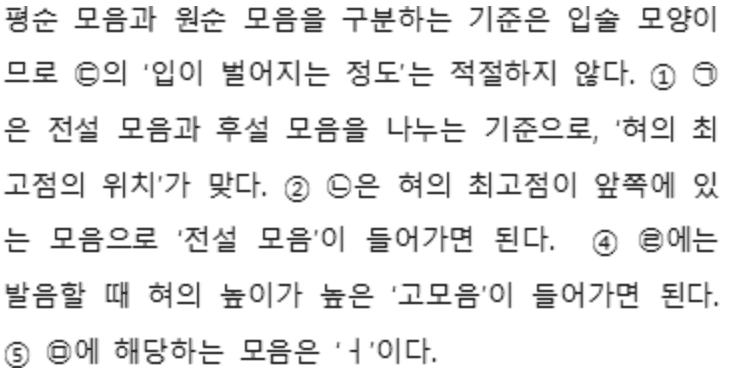 평순 모음과 원순 모음을 구분하는 기준은 입술 모양이
므로 ㉢의 ‘입이 벌어지는 정도’는 적절하지 않다. ① ㉠
은 전설 모음과 후설 모음을 나누는 기준으로, ‘혀의 최
고점의 위치’가 맞다. ② ㉡은 혀의 최고점이 앞쪽에 있
는 모음으로 ‘전설 모음’이 들어가면 된다. ④ ㉣에는
발음할 때 혀의 높이가 높은 ‘고모음’이 들어가면 된다.
⑤ ㉤에 해당하는 모음은 ‘ㅓ’이다.